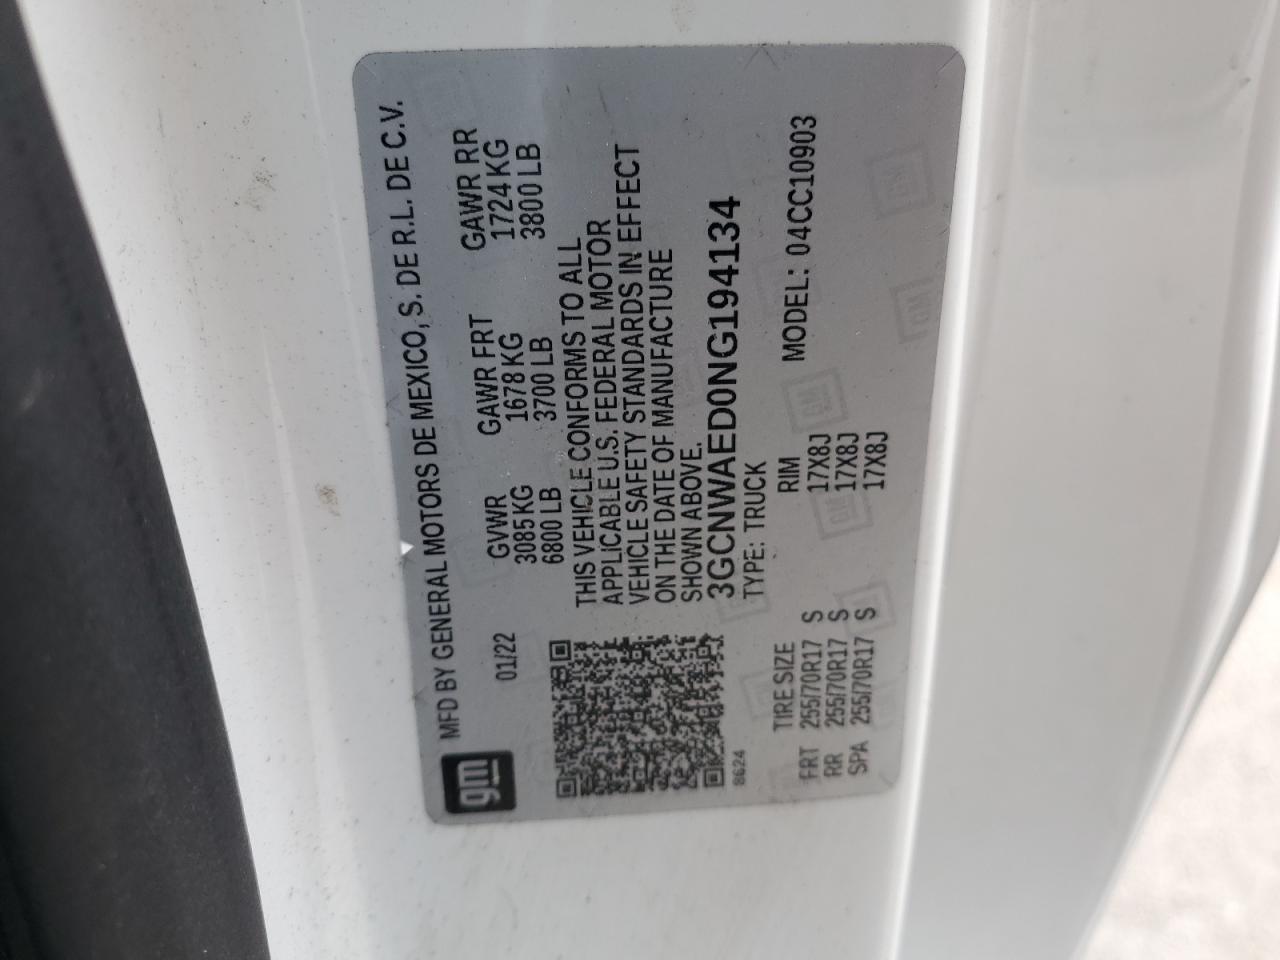 gm
MFD BY GENERAL MOTORS DE MEXICO, S. DE R.L. DE C.V.
01/22
GVWR GAWR FRT GAWR RR
3085 KG 1678 KG 1724 KG
6800 LB 3700 LB 3800 LB
THIS VEHICLE CONFORMS TO ALL
APPLICABLE U.S. FEDERAL MOTOR
VEHICLE SAFETY STANDARDS IN EFFECT
ON THE DATE OF MANUFACTURE
SHOWN ABOVE.
3GCNWAED0NG194134
TYPE: TRUCK
8624
MODEL: 04CC10903
TIRE SIZE RIM
FRT 255/70R17 S 17X8J
RR 255/70R17 S 17X8J
SPA 255/70R17 S 17X8J